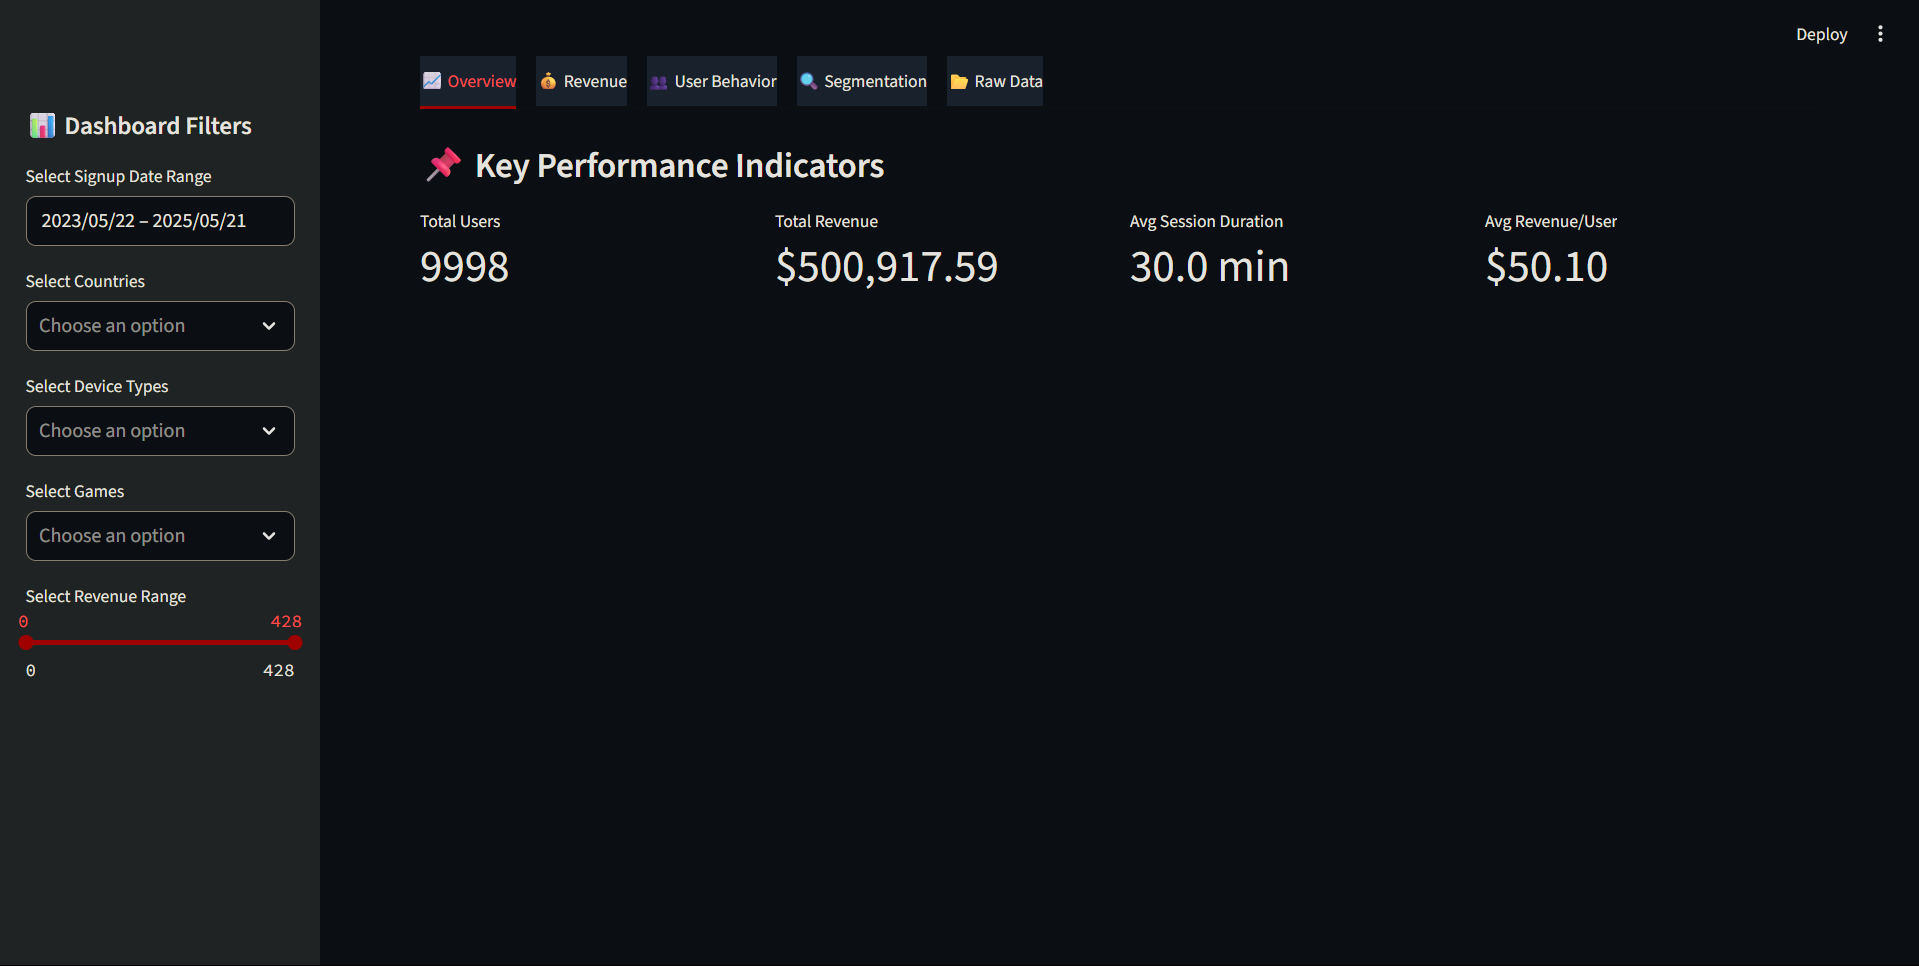 Deploy
Overview
Revenue
User Behavior
Segmentation
Raw Data
Dashboard Filters
Select Signup Date Range
2023/05/22 – 2025/05/21
Select Countries
Choose an option
Select Device Types
Choose an option
Select Games
Choose an option
Select Revenue Range
0 428
0 428
Key Performance Indicators
Total Users
9998
Total Revenue
$500,917.59
Avg Session Duration
30.0 min
Avg Revenue/User
$50.10